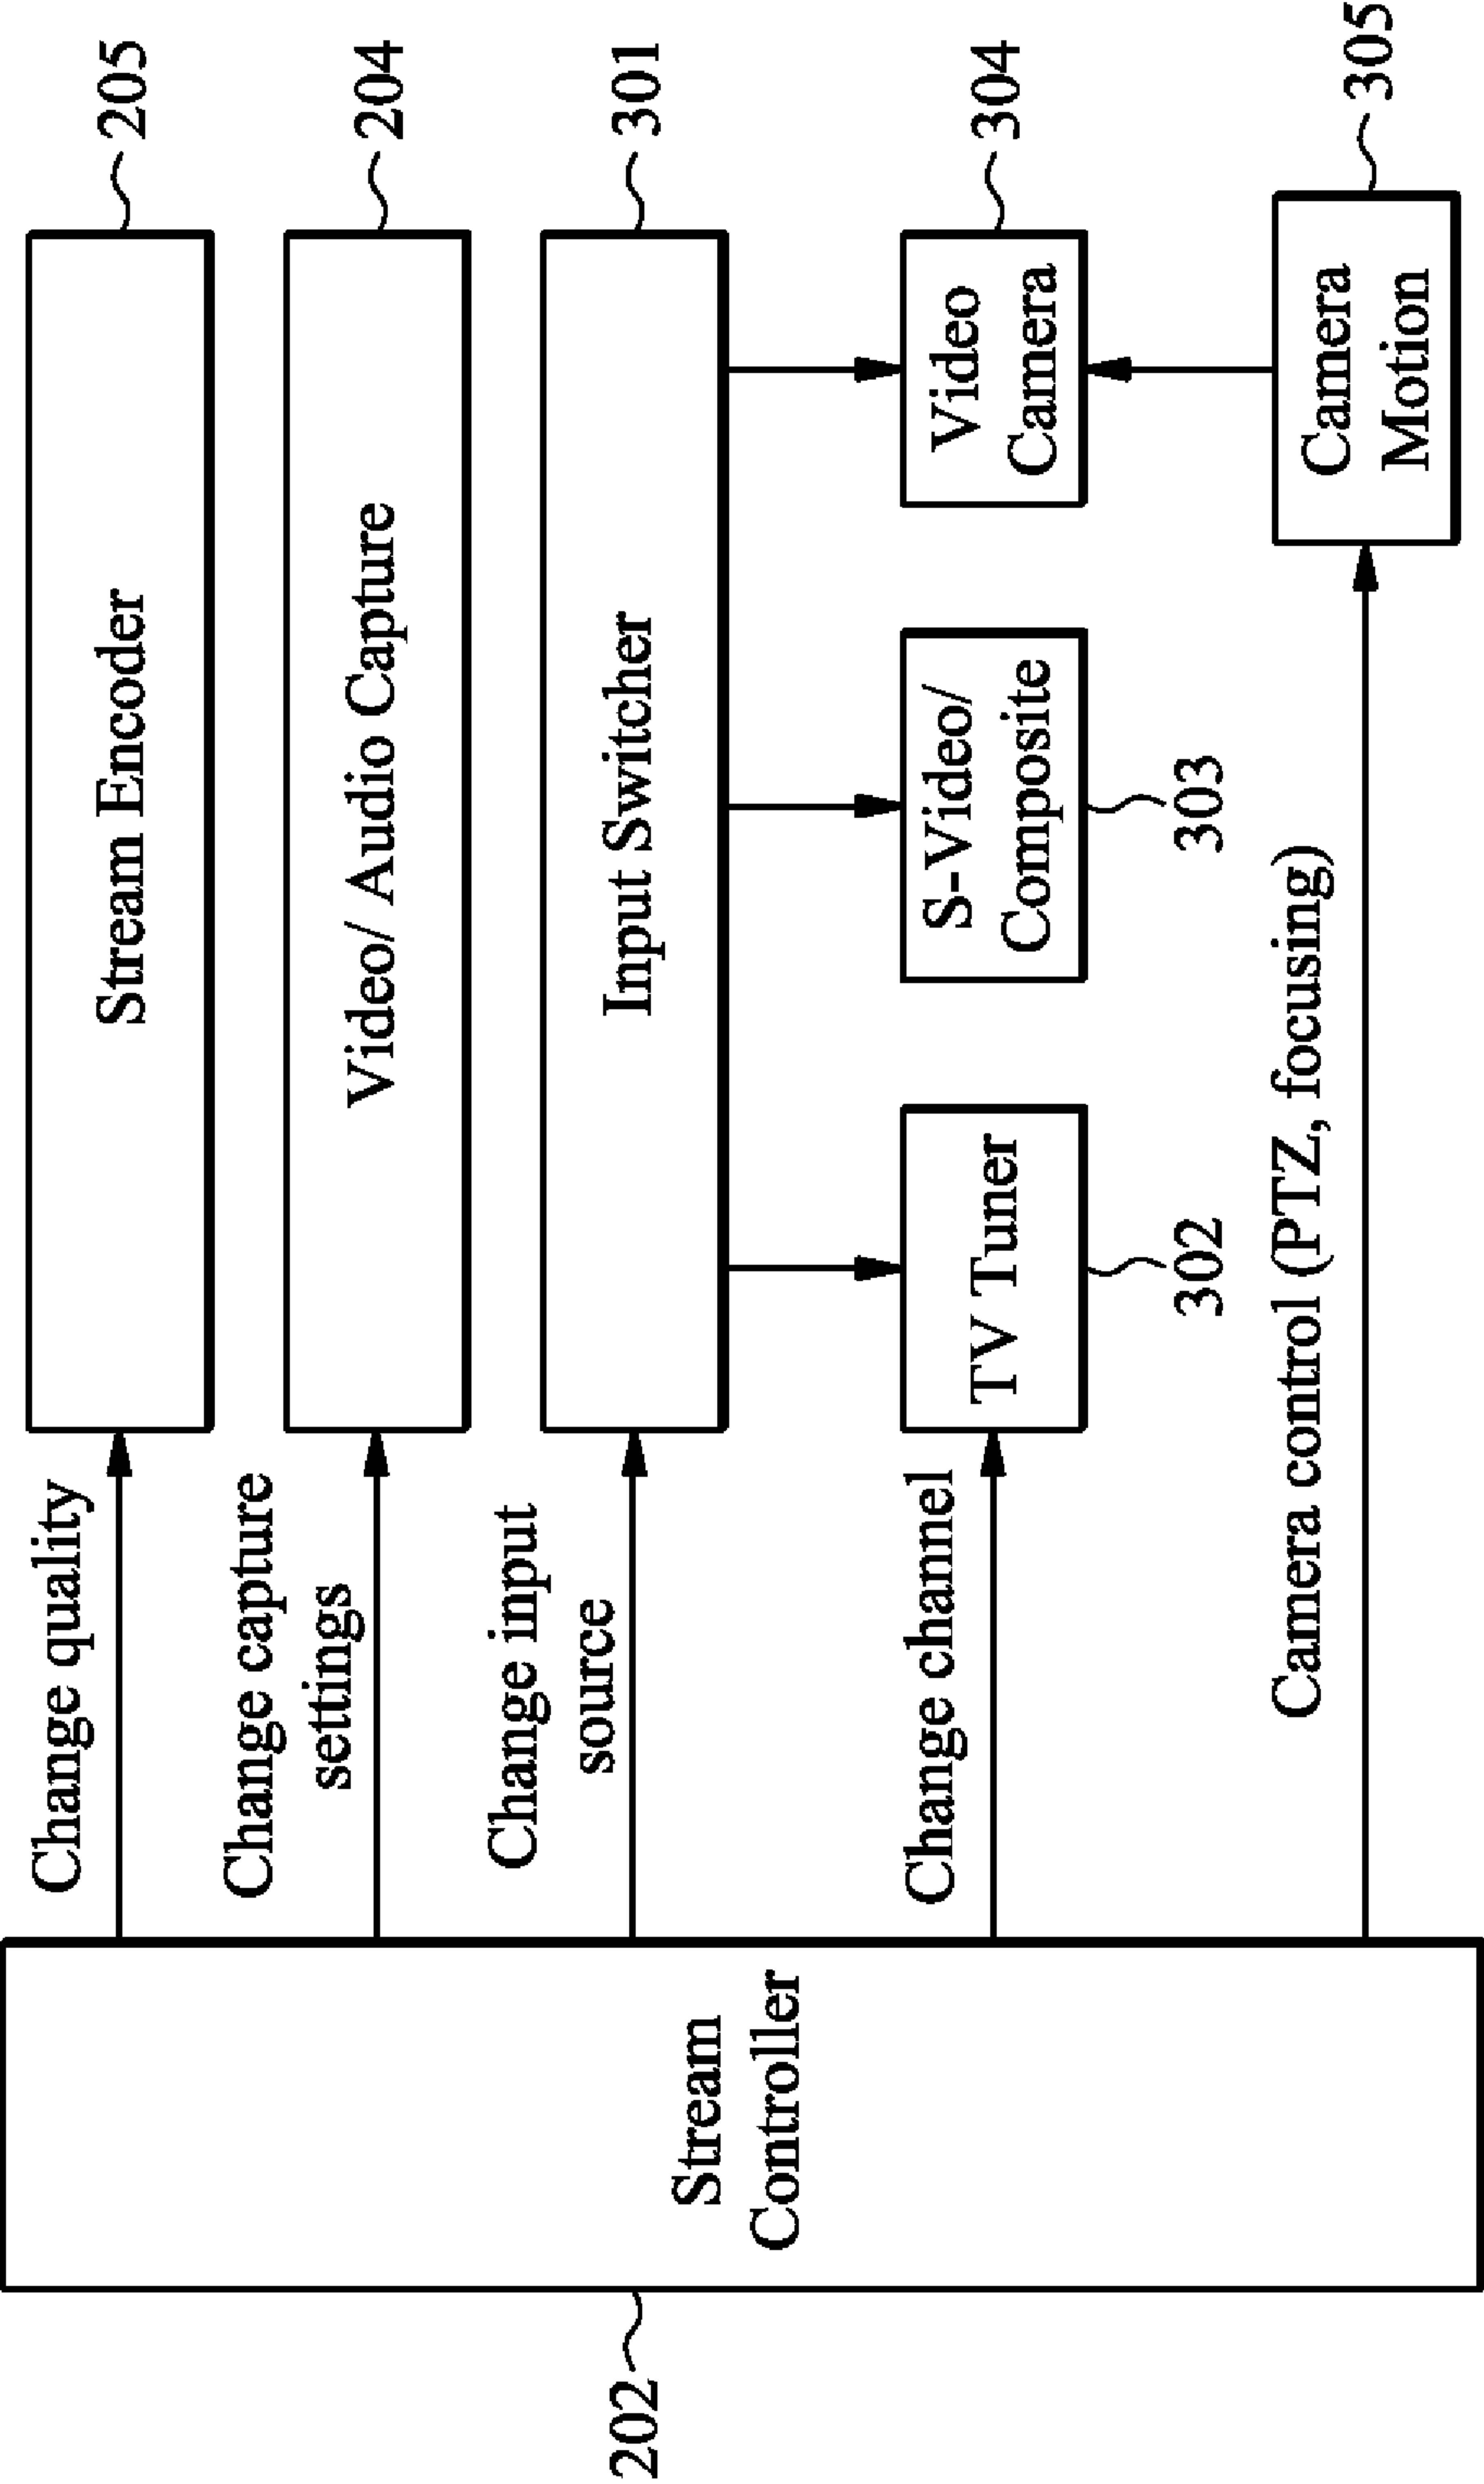 Change quality
Stream Encoder
205
Change capture
settings
Video/ Audio Capture
204
Change input
source
Input Switcher
301
202
Stream
Controller
Change channel
TV Tuner
302
S-Video/
Composite
303
Video
Camera
304
Camera control (PTZ, focusing)
Camera
Motion
305